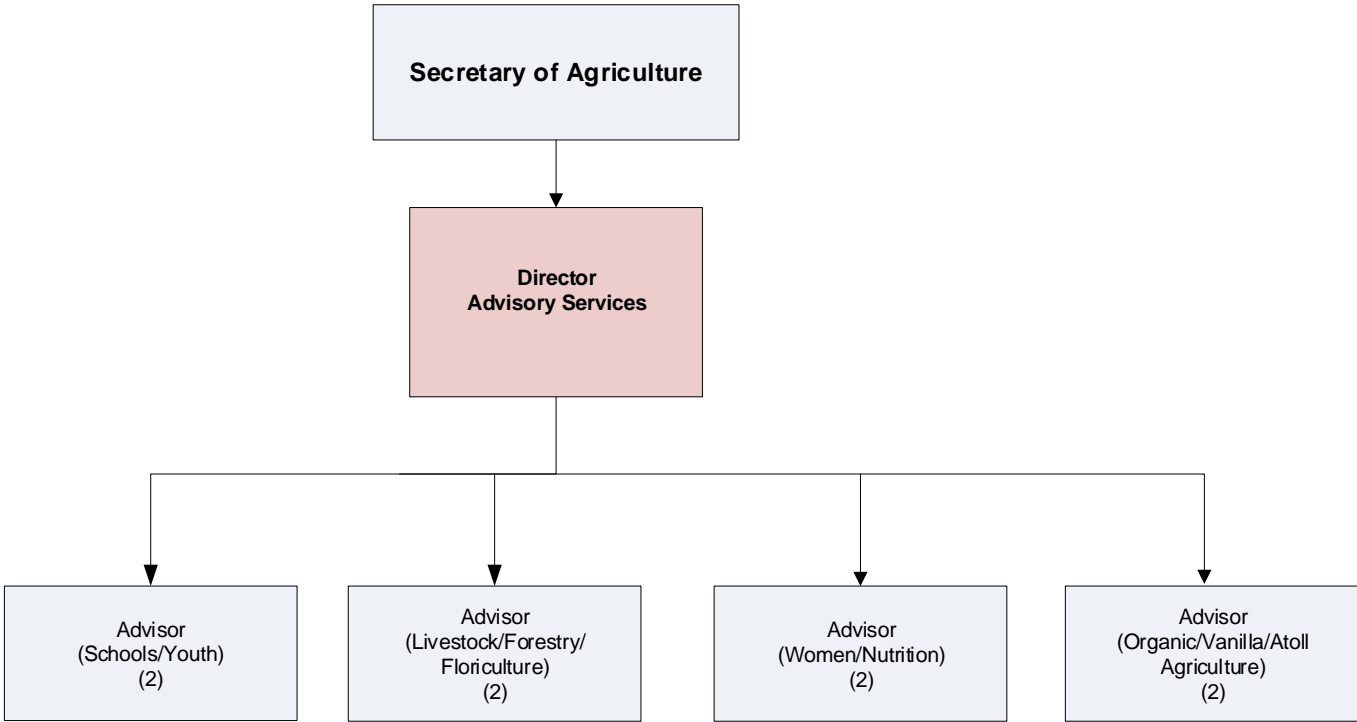 Secretary of Agriculture
Director
Advisory Services
Advisor
(Schools/Youth)
(2)
Advisor
(Livestock/Forestry/
Floriculture)
(2)
Advisor
(Women/Nutrition)
(2)
Advisor
(Organic/Vanilla/Atoll
Agriculture)
(2)